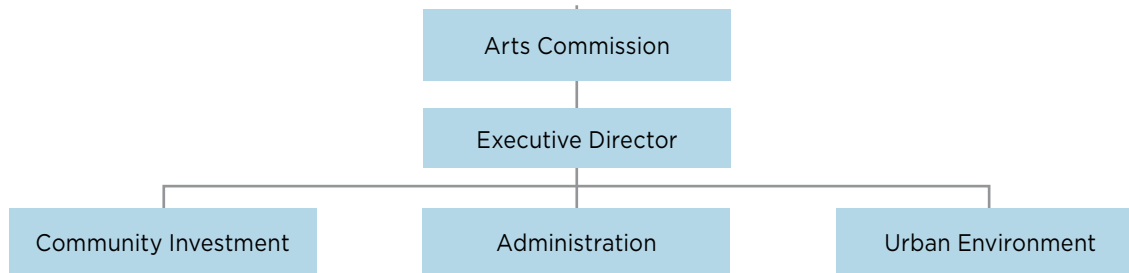 Arts Commission
Executive Director
Community Investment
Administration
Urban Environment